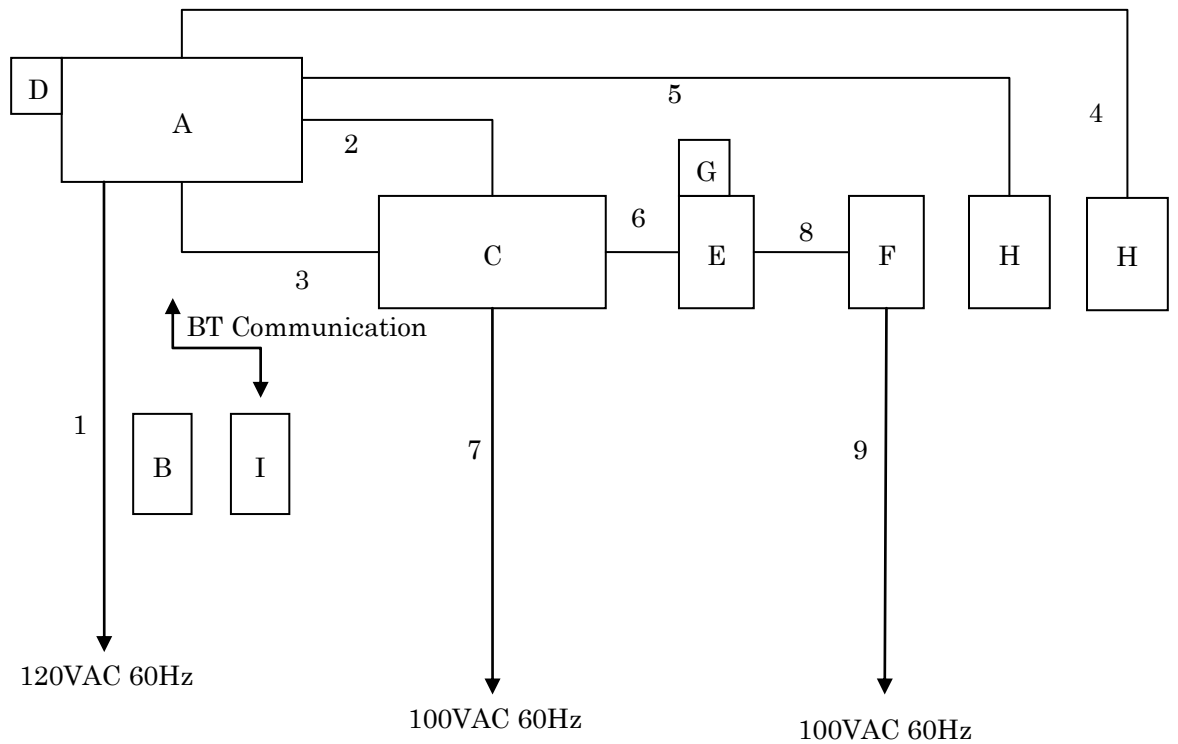 D
A
5
4
2
G
6
8
C
E
F
H
H
3
BT Communication
1
7
9
B
I
120VAC 60Hz
100VAC 60Hz
100VAC 60Hz